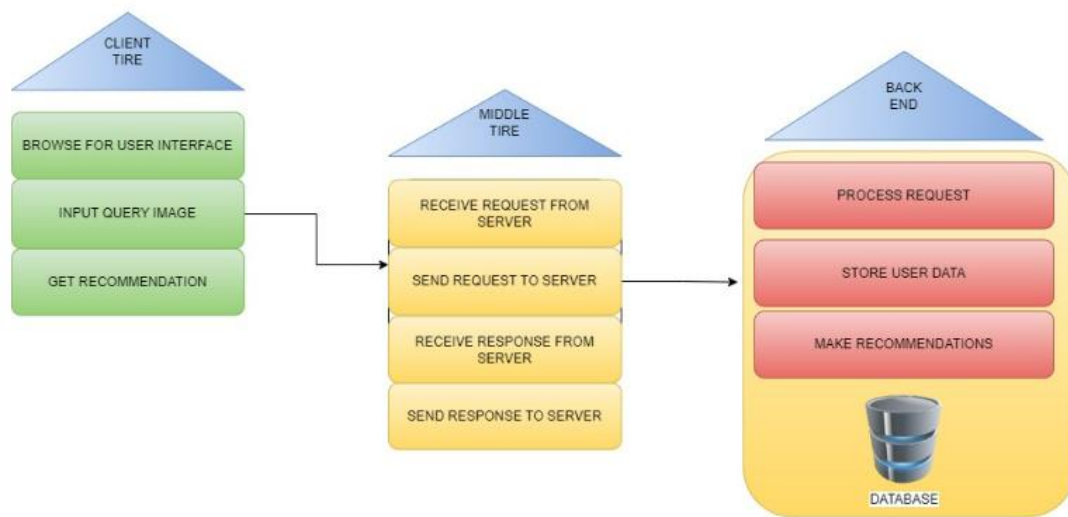 CLIENT
TIRE
BROWSE FOR USER INTERFACE
INPUT QUERY IMAGE
GET RECOMMENDATION
MIDDLE
TIRE
RECEIVE REQUEST FROM
SERVER
SEND REQUEST TO SERVER
RECEIVE RESPONSE FROM
SERVER
SEND RESPONSE TO SERVER
BACK
END
PROCESS REQUEST
STORE USER DATA
MAKE RECOMMENDATIONS
DATABASE